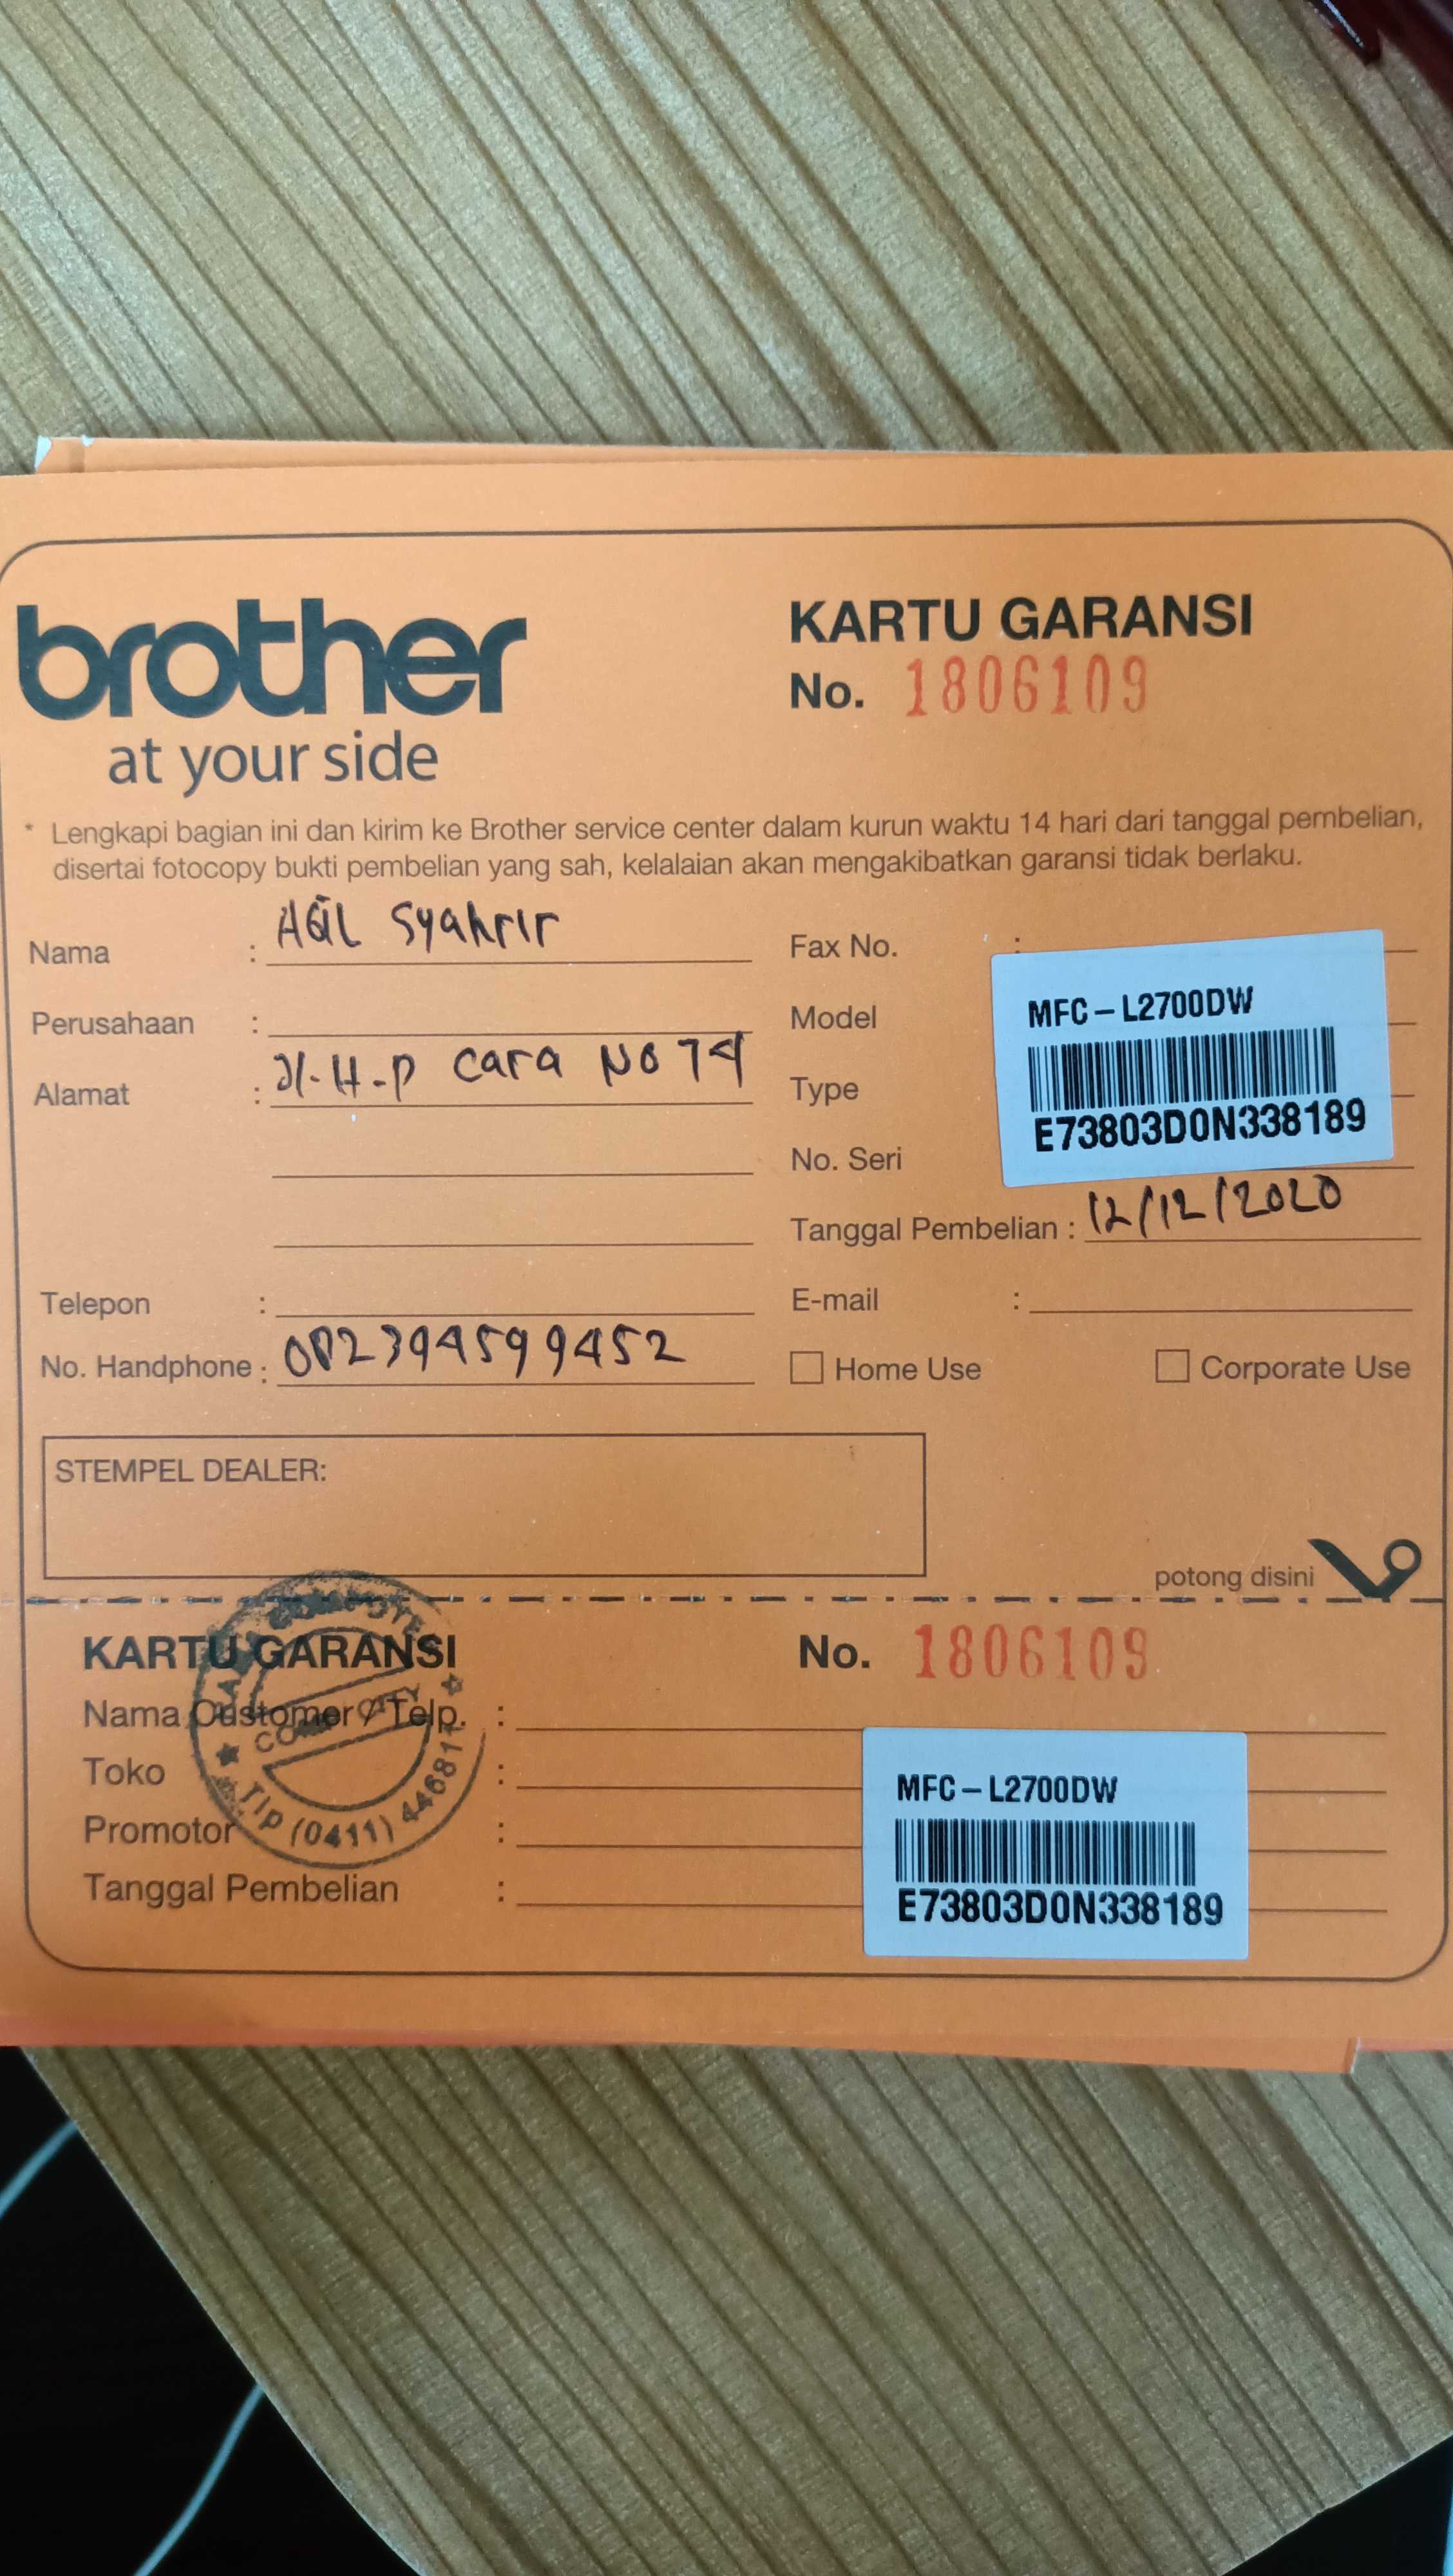 brother
at your side
KARTU GARANSI
No. 1806109
* Lengkapi bagian ini dan kirim ke Brother service center dalam kurun waktu 14 hari dari tanggal pembelian,
disertai fotocopy bukti pembelian yang sah, kelalaian akan mengakibatkan garansi tidak berlaku.
Nama : AQIL Syahrir
Perusahaan :
Alamat : Jl. H-P Cara No 74
Telepon :
No. Handphone : 082394599452
Fax No. :
Model
Type
No. Seri
MFC-L2700DW
E73803D0N338189
Tanggal Pembelian : 12/12/2020
E-mail :
Home Use
Corporate Use
STEMPEL DEALER:
potong disini
KARTU GARANSI
No. 1806109
Nama Customer / Telp. :
Toko :
Promotor :
Tanggal Pembelian :
MFC-L2700DW
E73803D0N338189
TLP (0411)